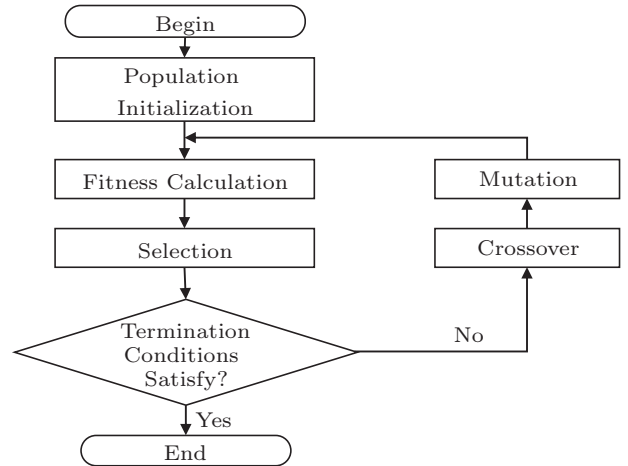 Begin
Population
Initialization
Fitness Calculation
Mutation
Selection
Crossover
Termination
Conditions
Satisfy?
No
Yes
End